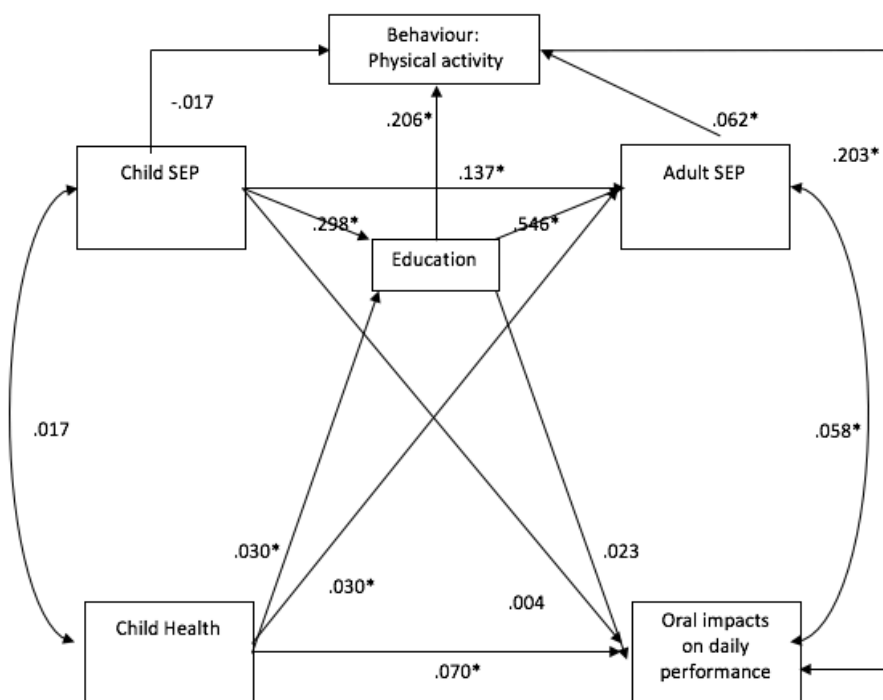 Behaviour:
Physical activity
-.017
.206*
.062*
.203*
Child SEP
.137*
Adult SEP
.298*
.546*
Education
.017
.058*
.030*
.030*
.004
.023
Child Health
.070*
Oral impacts
on daily
performance